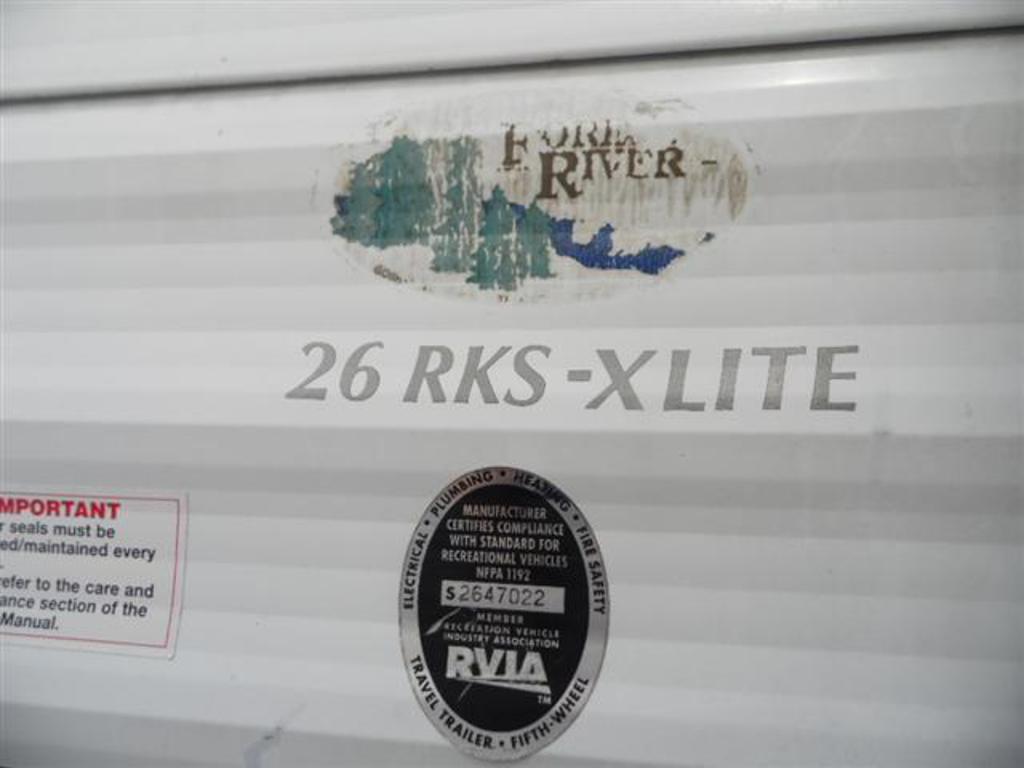 RIVER
26 RKS-XLITE
MPORTANT
r seals must be
ed/maintained every
efer to the care and
ance section of the
Manual.
ELECTRICAL • PLUMBING • HEATING • FIRE SAFETY
MANUFACTURER
CERTIFIES COMPLIANCE
WITH STANDARD FOR
RECREATIONAL VEHICLES
NFPA 1192
S 2647022
MEMBER
RECREATION VEHICLE
INDUSTRY ASSOCIATION
RVIA
TM
TRAVEL TRAILER • FIFTH-WHEEL